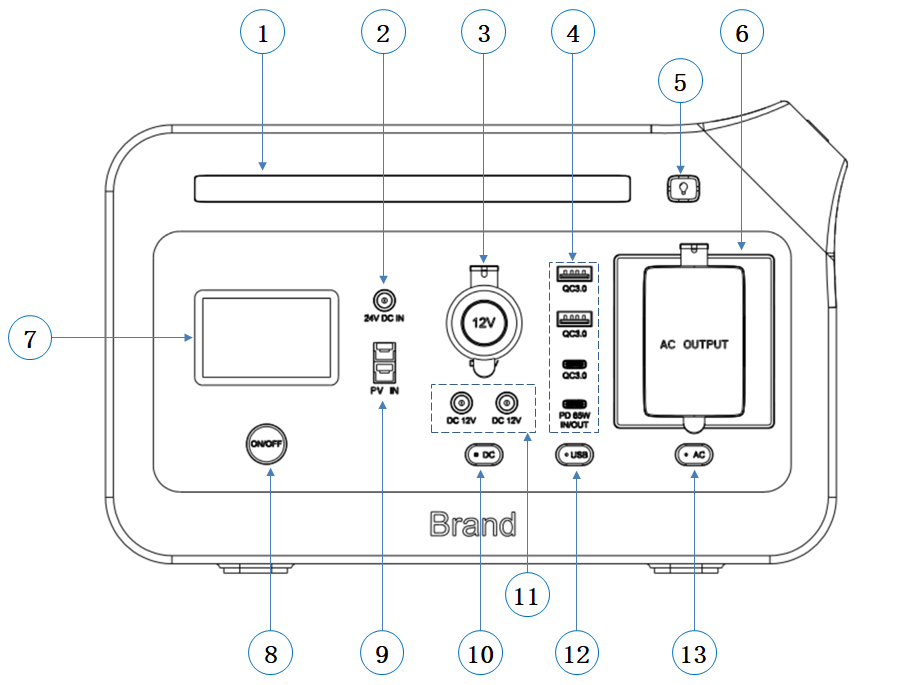 1
2
3
4
5
6
24V DC IN
12V
QC3.0
QC3.0
QC3.0
PD 65W
IN/OUT
AC OUTPUT
7
PV IN
DC 12V
DC 12V
ON/OFF
DC
USB
AC
Brand
8
9
10
11
12
13